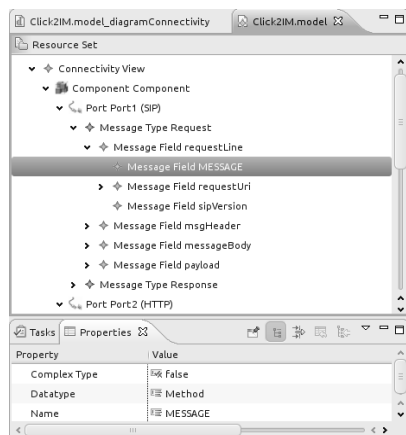 Click2IM.model_diagramConnectivity
Click2IM.model
Resource Set
Connectivity View
Component Component
Port Port1 (SIP)
Message Type Request
Message Field requestLine
Message Field MESSAGE
Message Field requestUri
Message Field sipVersion
Message Field msgHeader
Message Field messageBody
Message Field payload
Message Type Response
Port Port2 (HTTP)
Tasks Properties
Property Value
Complex Type false
Datatype Method
Name MESSAGE